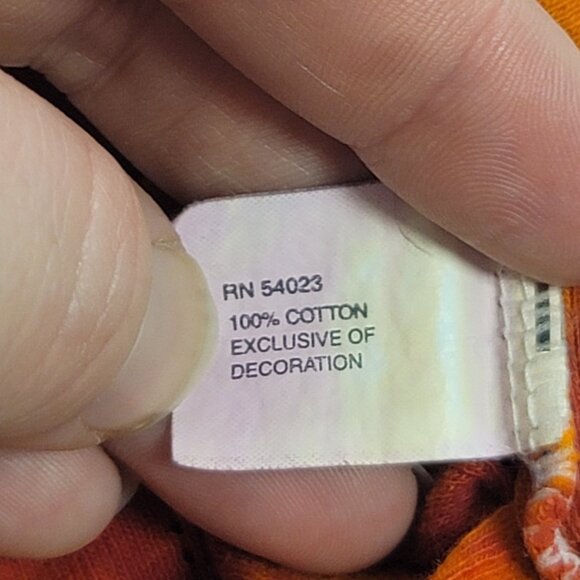 RN 54023
100% COTTON
EXCLUSIVE OF
DECORATION